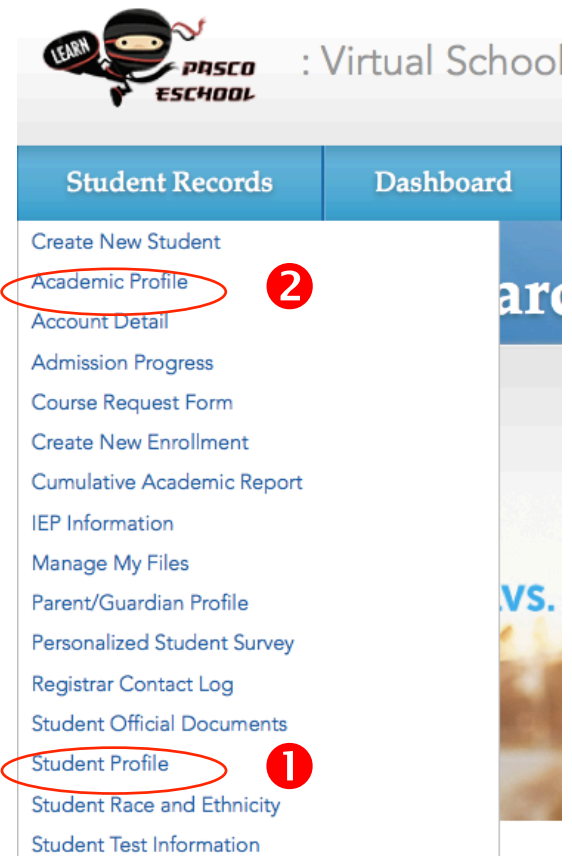 LEARN
PASCO
ESCHOOL
: Virtual School
Student Records
Dashboard
Create New Student
Academic Profile
2
Account Detail
Admission Progress
Course Request Form
Create New Enrollment
Cumulative Academic Report
IEP Information
Manage My Files
Parent/Guardian Profile
Personalized Student Survey
Registrar Contact Log
Student Official Documents
Student Profile
1
Student Race and Ethnicity
Student Test Information
VS.